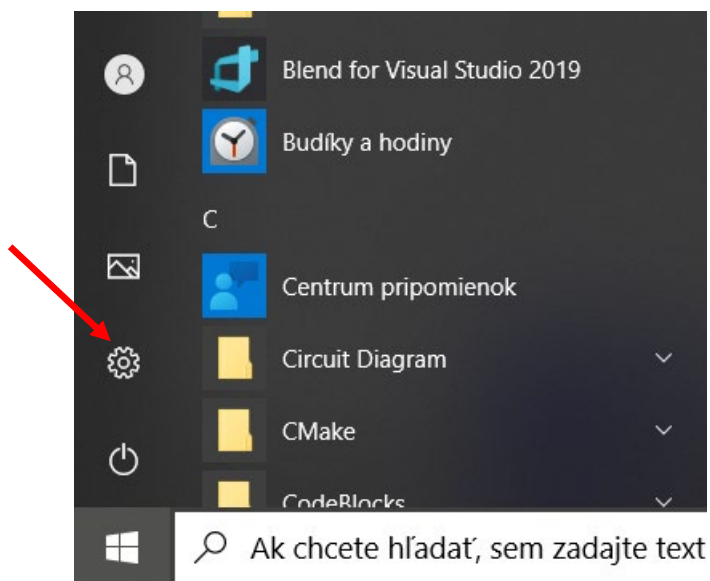 Blend for Visual Studio 2019
Budíky a hodiny
C
Centrum pripomienok
Circuit Diagram
CMake
CodeBlocks
Ak chcete hľadať, sem zadajte text